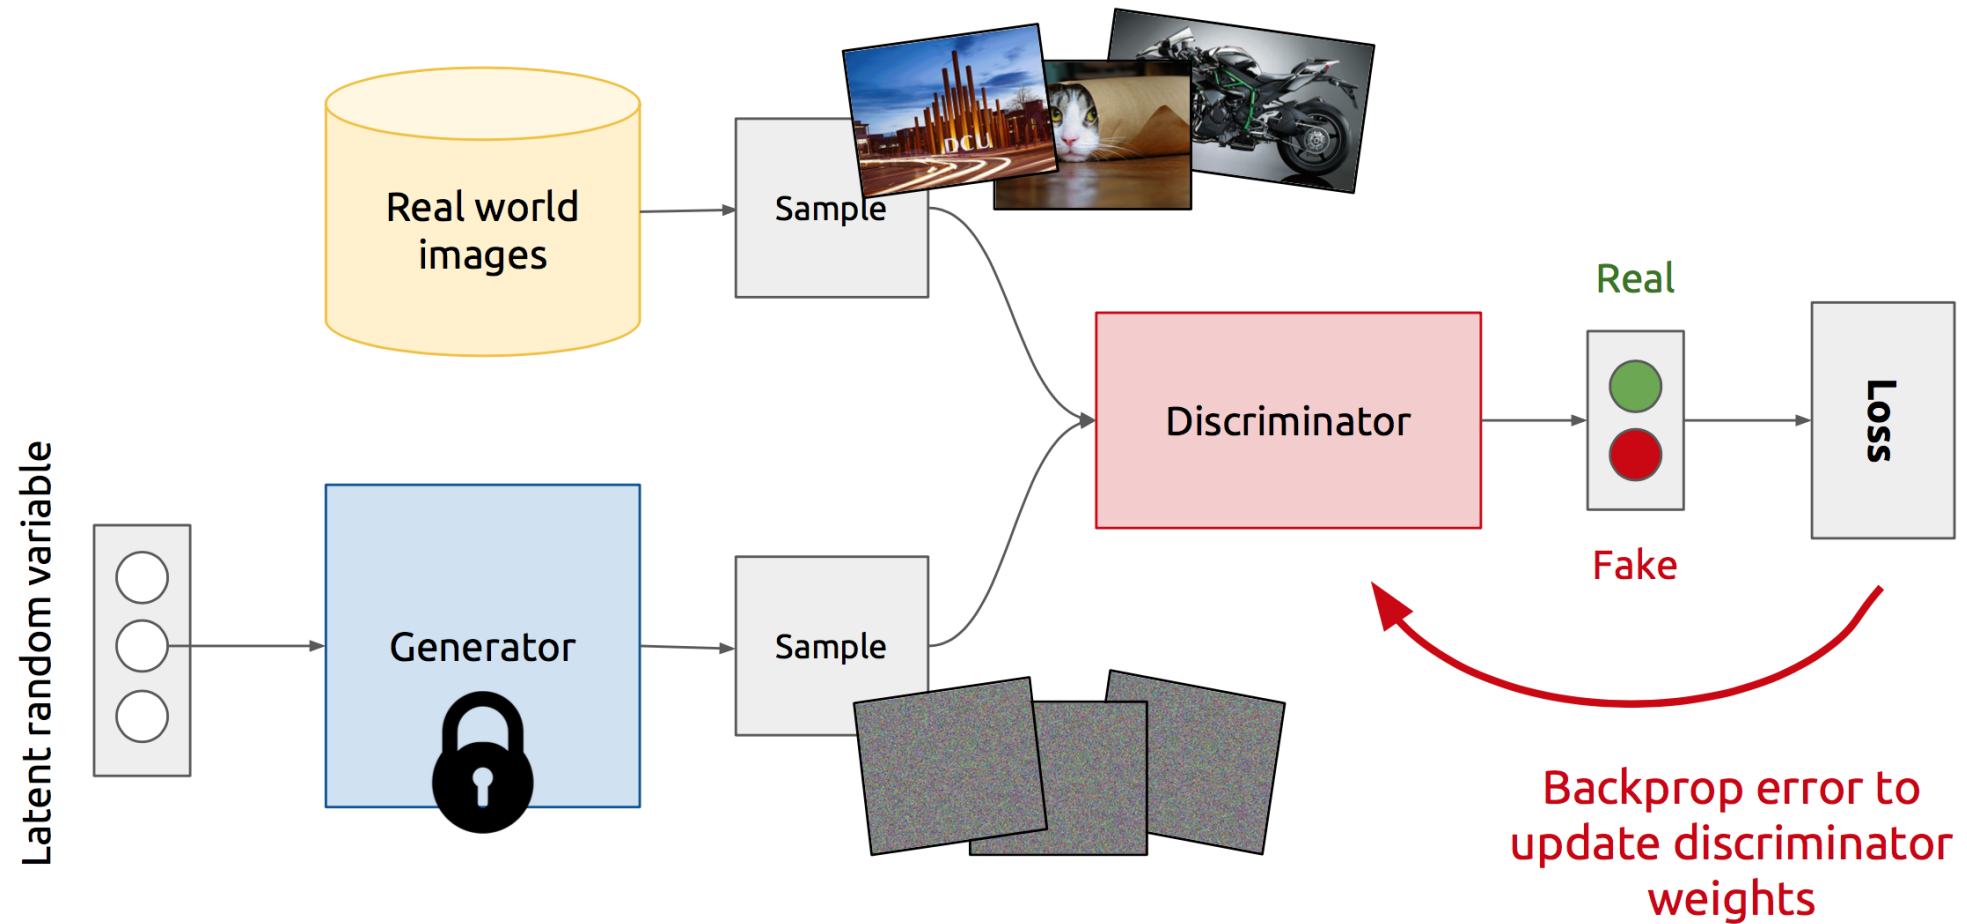 DCU
Real world
images
Sample
Real
Discriminator
Loss
Latent random variable
Fake
Generator
Sample
Backprop error to
update discriminator
weights